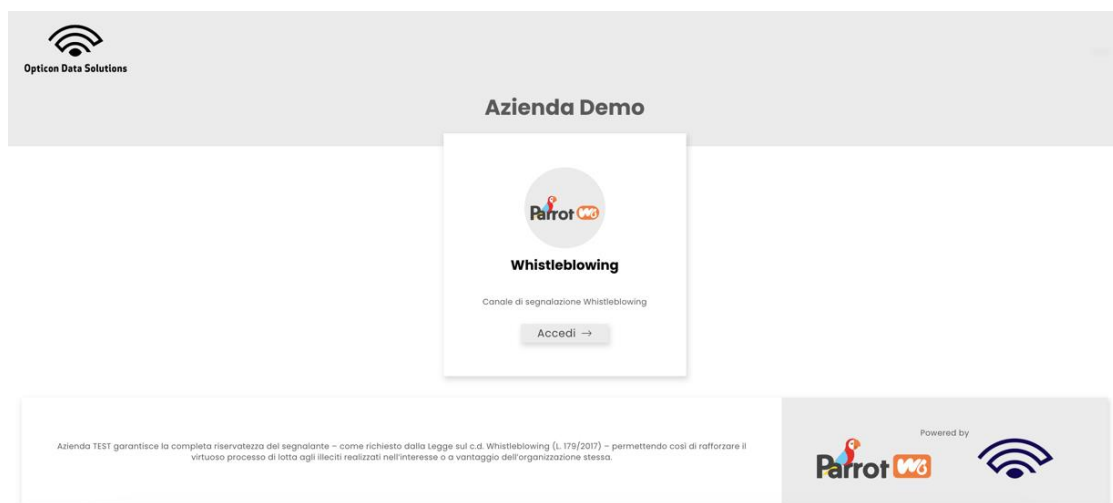 Opticon Data Solutions
Azienda Demo
Parrot WB
Whistleblowing
Canale di segnalazione Whistleblowing
Accedi →
Azienda TEST garantisce la completa riservatezza del segnalante – come richiesto dalla Legge sul c.d. Whistleblowing (L. 179/2017) – permettendo così di rafforzare il
virtuoso processo di lotta agli illeciti realizzati nell'interesse o a vantaggio dell'organizzazione stessa.
Powered by
Parrot WB